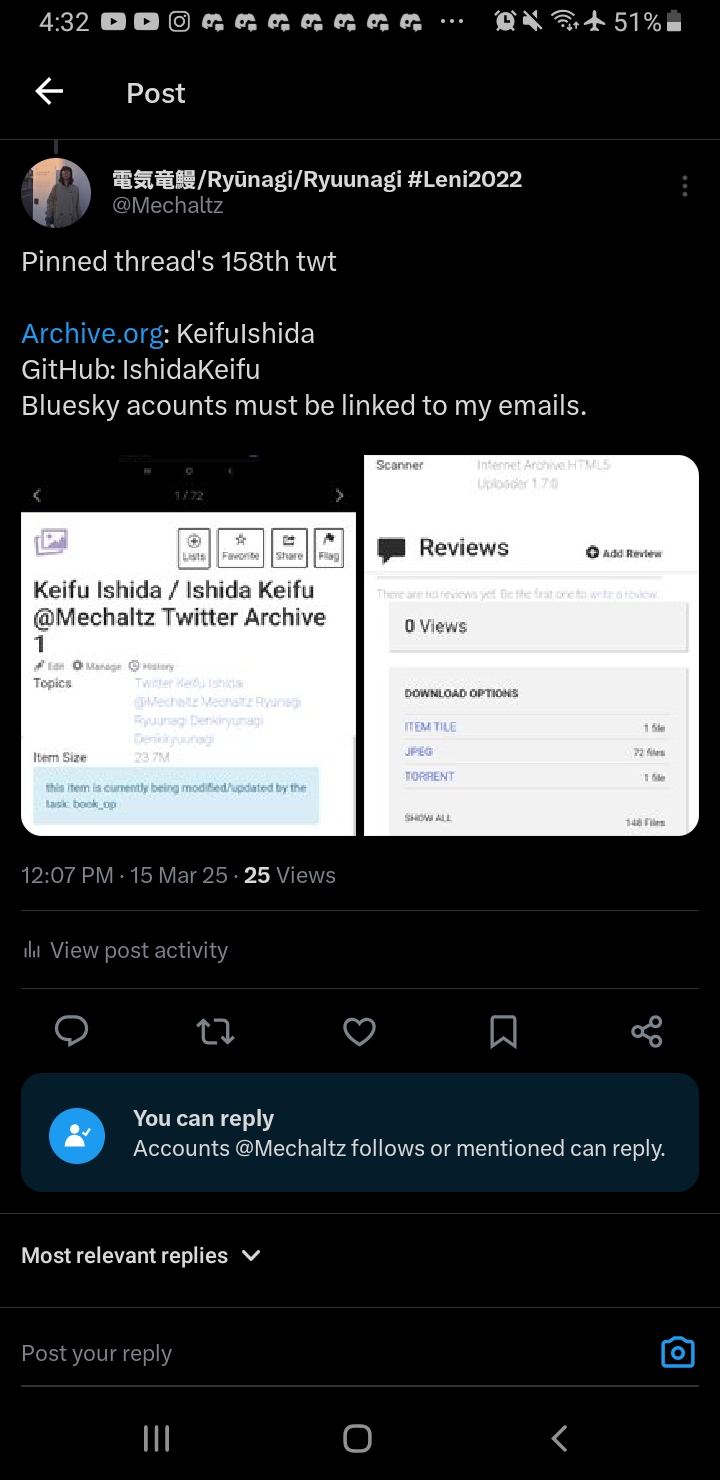 4:32
51%
Post
電気竜鰻/Ryūnagi/Ryuunagi #Leni2022
@Mechaltz
Pinned thread's 158th twt
Archive.org: KeifuIshida
GitHub: IshidaKeifu
Bluesky acounts must be linked to my emails.
1 / 72
Lists
Favorite
Share
Flag
Keifu Ishida / Ishida Keifu
@Mechaltz Twitter Archive
1
Edit Manage History
Topics Twitter Keifu Ishida
@Mechaltz Mechaltz Ryunagi
Ryuunagi Denkiryunagi
Denkiryuunagi
Item Size 23.7M
this item is currently being modified/updated by the
task: book_op
Scanner Internet Archive HTML5
Uploader 1.7.0
Reviews Add Review
There are no reviews yet. Be the first one to write a review.
0 Views
DOWNLOAD OPTIONS
ITEM TILE 1 file
JPEG 72 files
TORRENT 1 file
SHOW ALL 148 Files
12:07 PM · 15 Mar 25 · 25 Views
View post activity
You can reply
Accounts @Mechaltz follows or mentioned can reply.
Most relevant replies
Post your reply